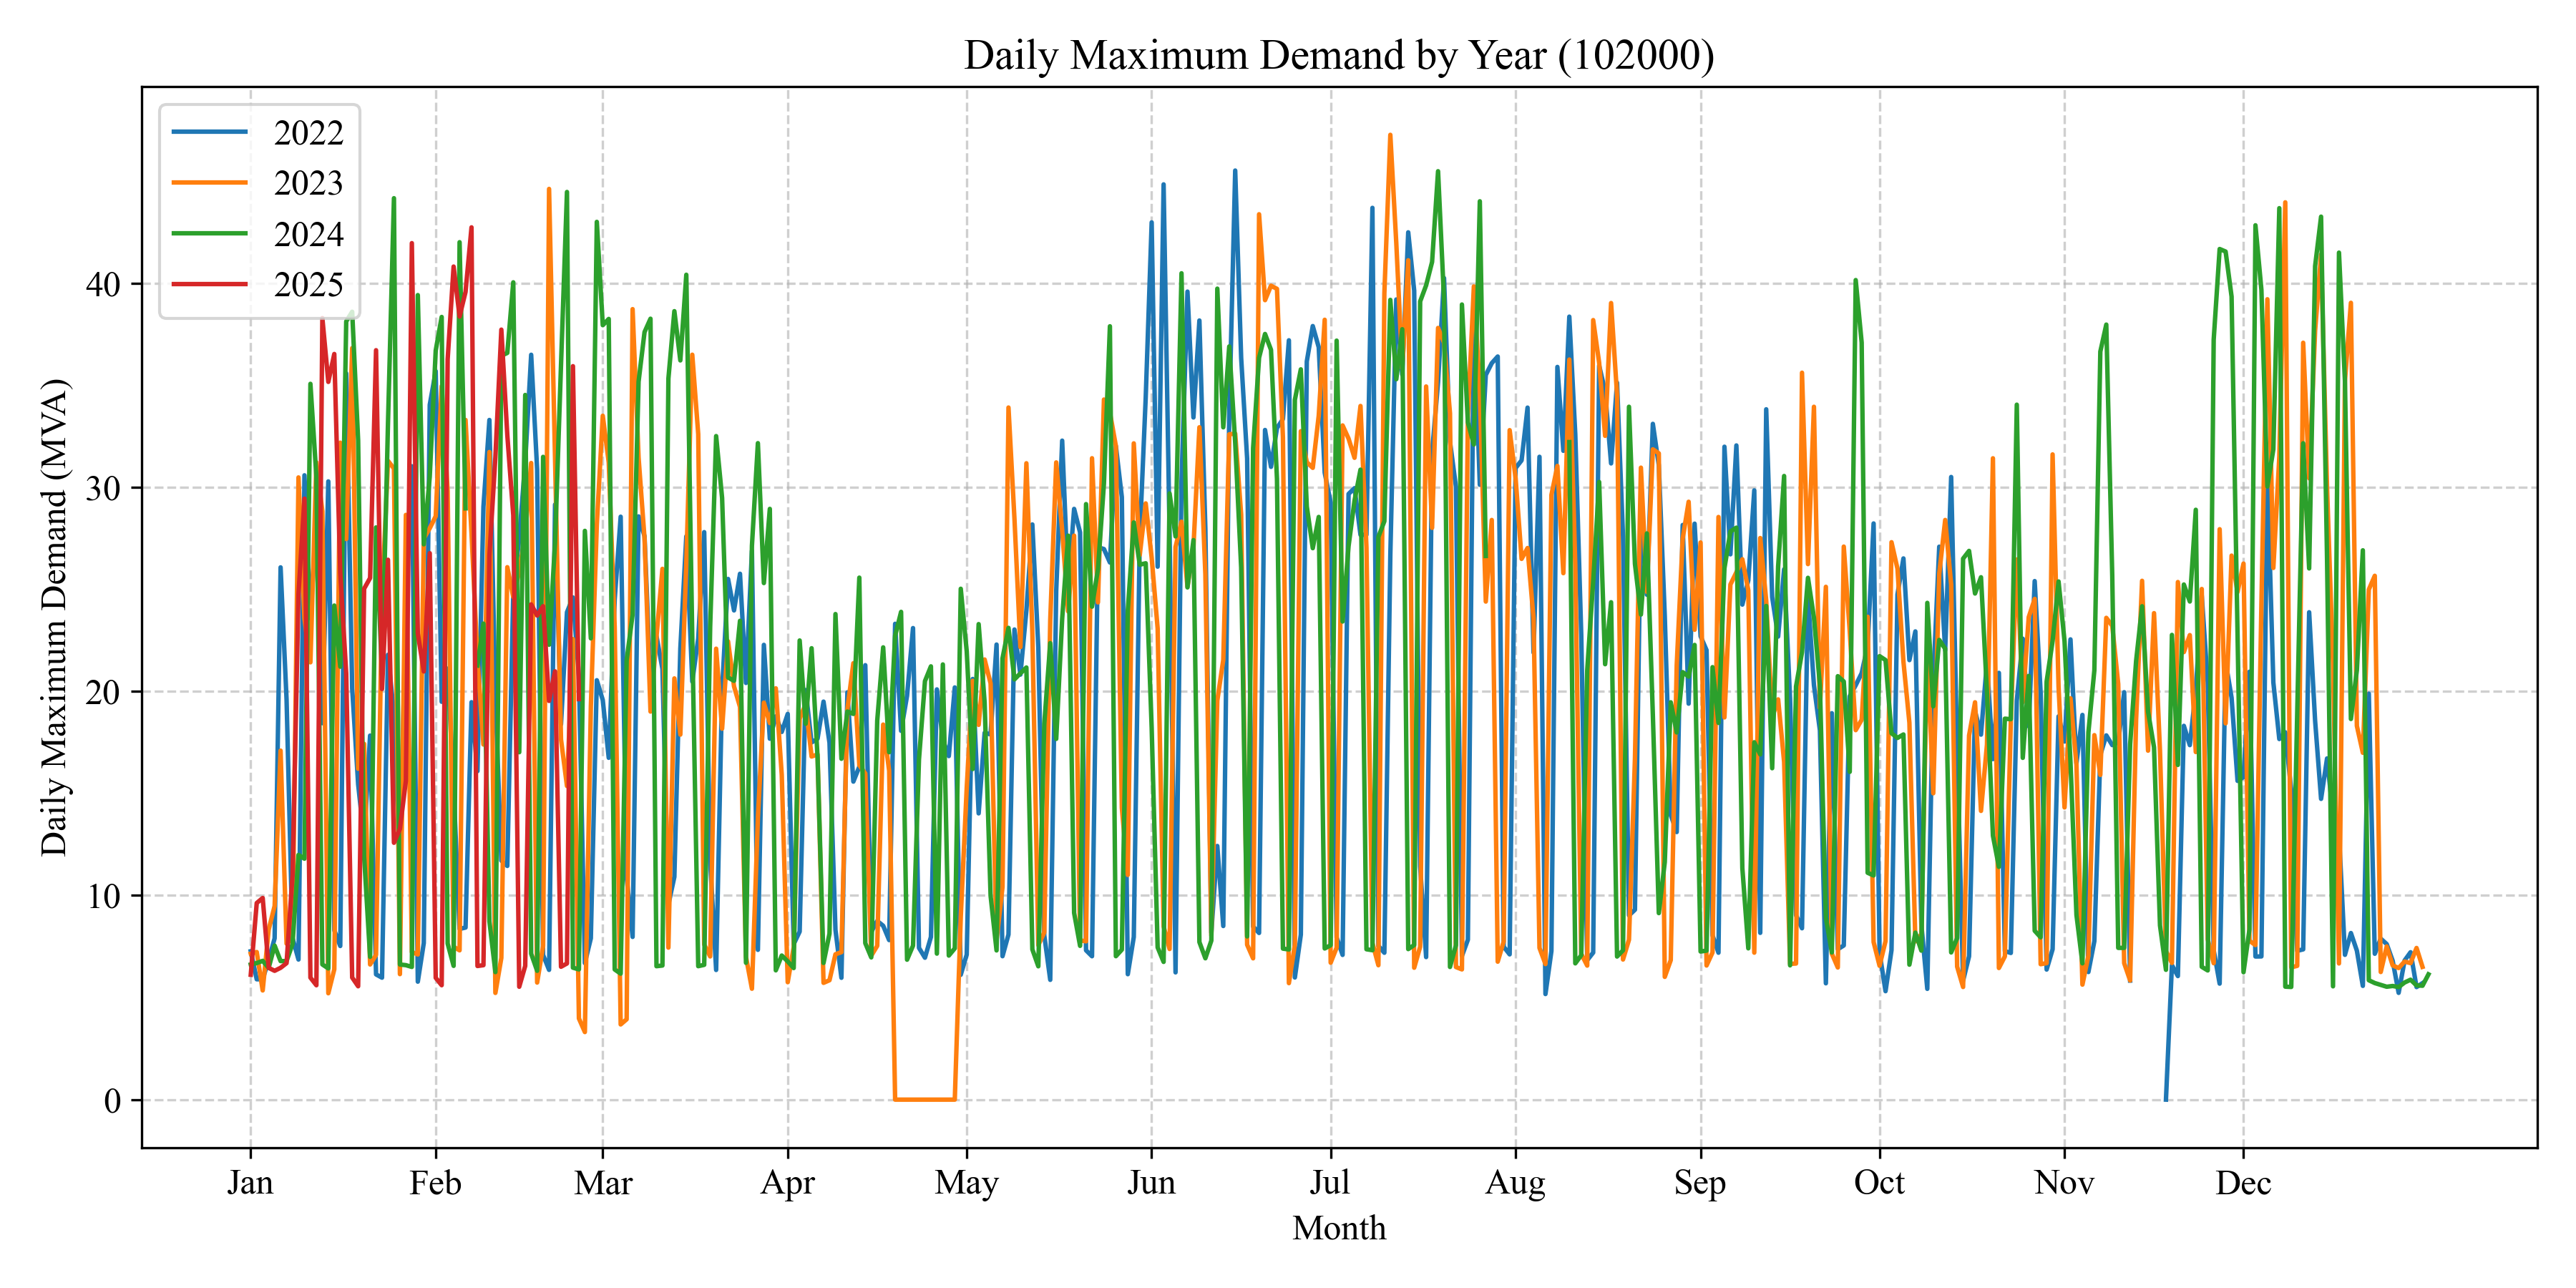 Daily Maximum Demand by Year (102000)
2022
2023
2024
2025
Daily Maximum Demand (MVA)
40
30
20
10
0
Jan Feb Mar Apr May Jun Jul Aug Sep Oct Nov Dec
Month